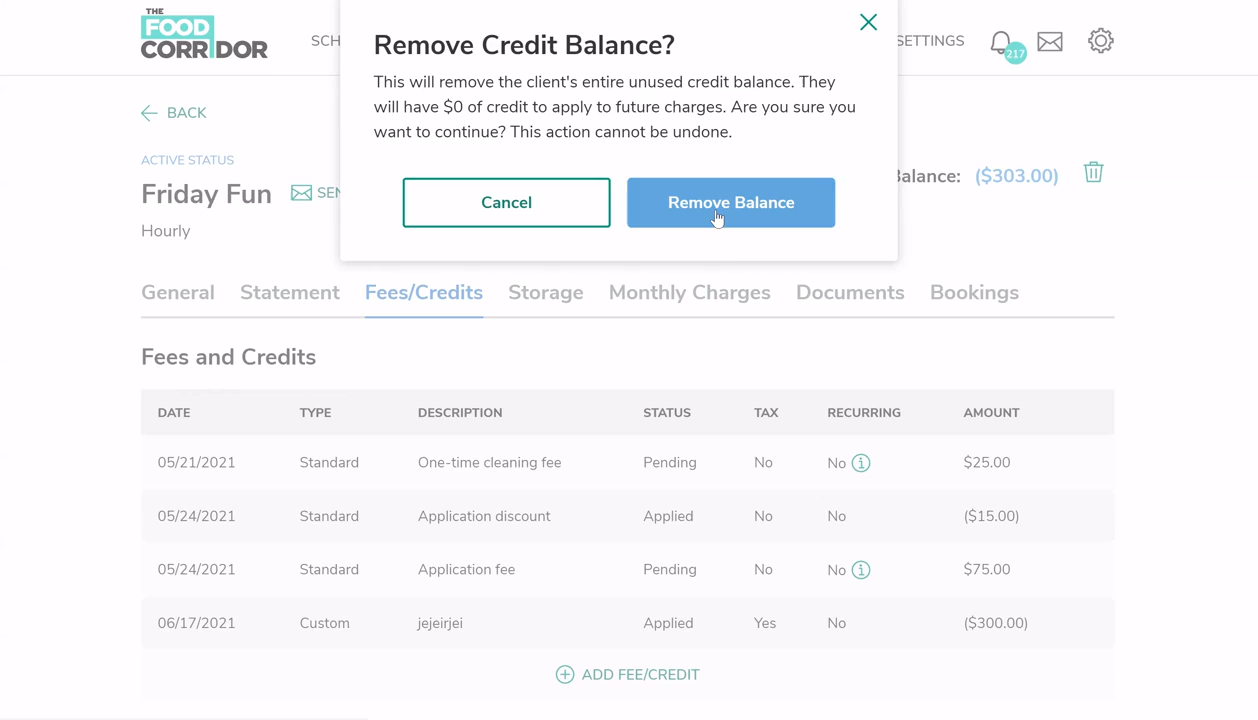 THE
FOOD
CORRIDOR
SCH
SETTINGS
217
Remove Credit Balance?
This will remove the client's entire unused credit balance. They
will have $0 of credit to apply to future charges. Are you sure you
want to continue? This action cannot be undone.
Cancel
Remove Balance
BACK
ACTIVE STATUS
Friday Fun
SEN
Balance: ($303.00)
Hourly
General Statement Fees/Credits Storage Monthly Charges Documents Bookings
Fees and Credits
DATE TYPE DESCRIPTION STATUS TAX RECURRING AMOUNT
05/21/2021 Standard One-time cleaning fee Pending No No $25.00
05/24/2021 Standard Application discount Applied No No ($15.00)
05/24/2021 Standard Application fee Pending No No $75.00
06/17/2021 Custom jejeirjei Applied Yes No ($300.00)
ADD FEE/CREDIT